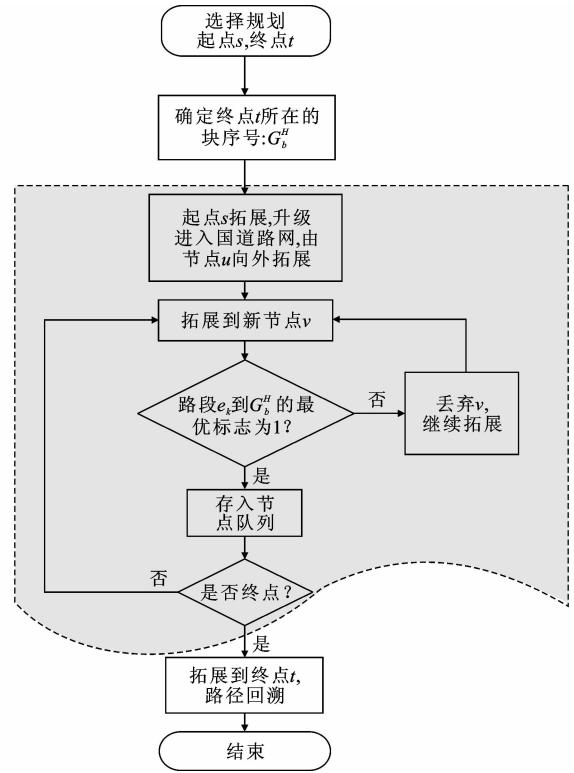 选择规划
起点s,终点t
确定终点t所在的
块序号:G_b^H
起点s拓展,升级
进入国道路网,由
节点u向外拓展
拓展到新节点v
路段e_k到G_b^H的最
优标志为1?
否
丢弃v,
继续拓展
是
存入节
点队列
否
是否终点?
是
拓展到终点t,
路径回溯
结束